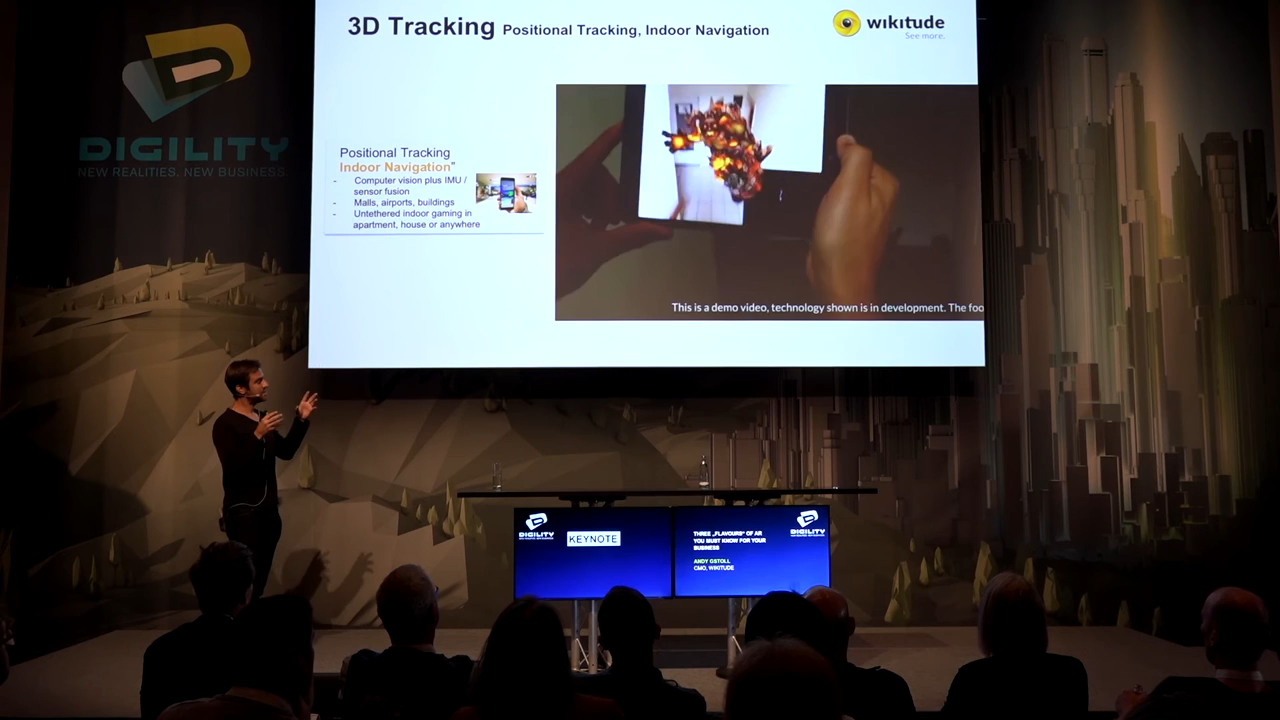 3D Tracking Positional Tracking, Indoor Navigation
wikitude
See more.
DIGILITY
NEW REALITIES. NEW BUSINESS.
Positional Tracking
Indoor Navigation"
- Computer vision plus IMU /
sensor fusion
- Malls, airports, buildings
- Untethered indoor gaming in
apartment, house or anywhere
This is a demo video, technology shown is in development. The foo
DIGILITY
KEYNOTE
DIGILITY
THREE „FLAVOURS" OF AR
YOU MUST KNOW FOR YOUR
BUSINESS
ANDY GSTOLL
CMO, WIKITUDE